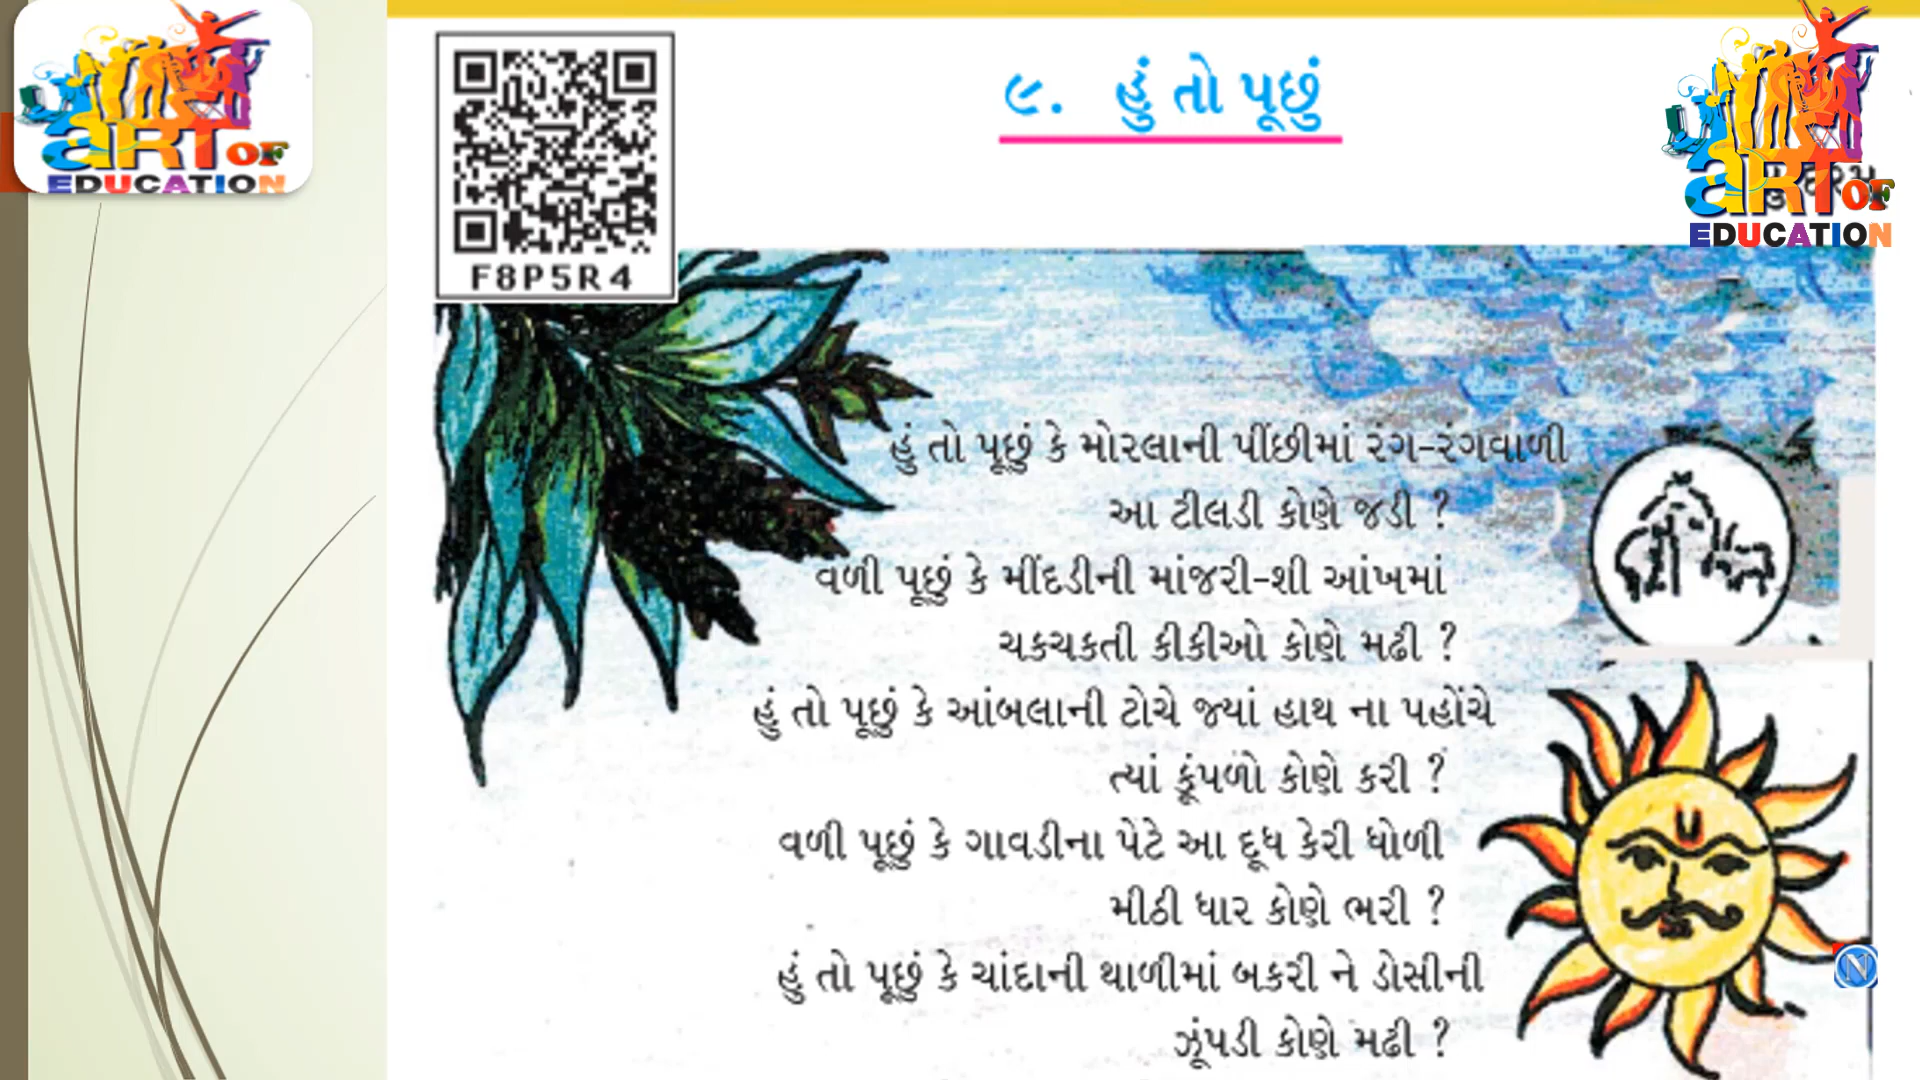 ART OF
EDUCATION
F8P5R4
૯. હું તો પૂછું
ART OF
EDUCATION
હું તો પૂછું કે મોરલાની પીંછીમાં રંગ-રંગવાળી
આ ટીલડી કોણે જડી ?
વળી પૂછું કે મીંદડીની માંજરી-શી આંખમાં
ચકચકતી કીકીઓ કોણે મઢી ?
હું તો પૂછું કે આંબલાની ટોચે જ્યાં હાથ ના પહોંચે
ત્યાં કૂંપળો કોણે કરી ?
વળી પૂછું કે ગાવડીના પેટે આ દૂધ કેરી ધોળી
મીઠી ધાર કોણે ભરી ?
હું તો પૂછું કે ચાંદાની થાળીમાં બકરી ને ડોસીની
ઝૂંપડી કોણે મઢી ?
N